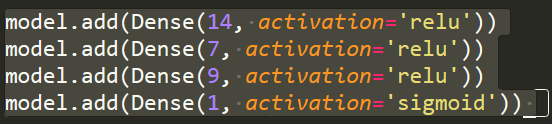 model.add(Dense(14, activation='relu'))
model.add(Dense(7, activation='relu'))
model.add(Dense(9, activation='relu'))
model.add(Dense(1, activation='sigmoid'))